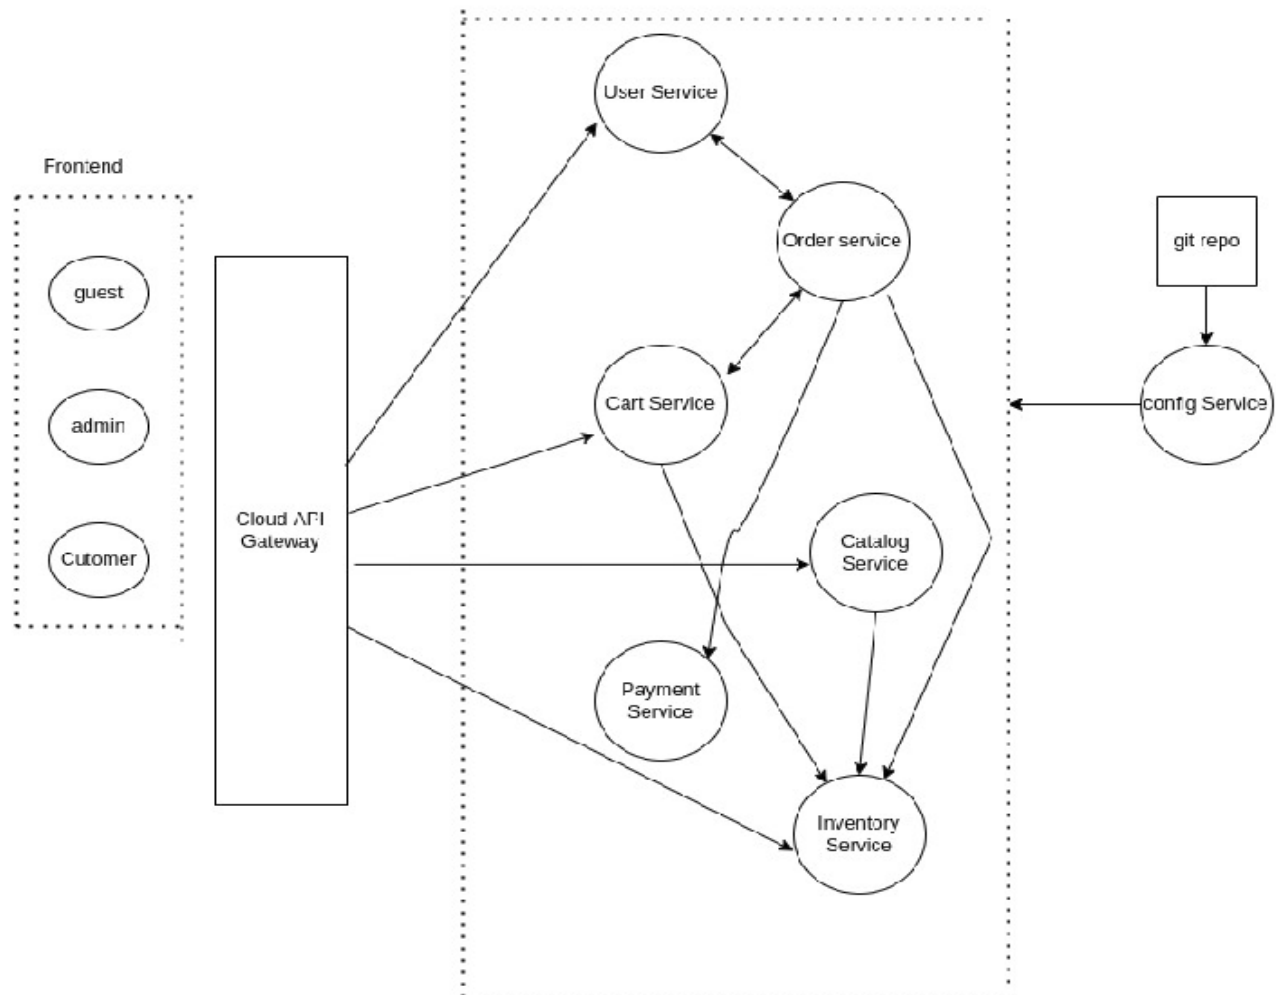 User Service
Frontend
Order service
git repo
guest
Cart Service
config Service
admin
Cloud API
Gateway
Catalog
Service
Cutomer
Payment
Service
Inventory
Service